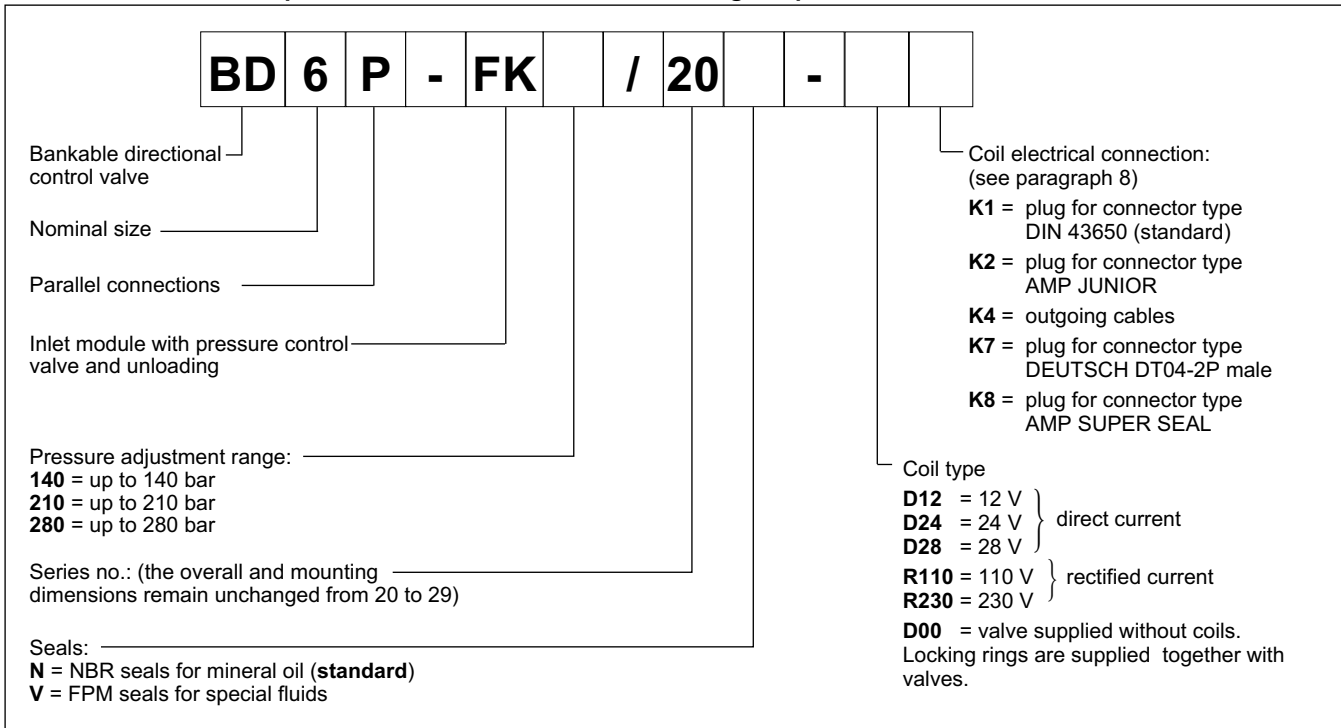 BD 6 P - FK / 20 -
Bankable directional
control valve
Nominal size
Parallel connections
Inlet module with pressure control
valve and unloading
Pressure adjustment range:
140 = up to 140 bar
210 = up to 210 bar
280 = up to 280 bar
Series no.: (the overall and mounting
dimensions remain unchanged from 20 to 29)
Seals:
N = NBR seals for mineral oil (standard)
V = FPM seals for special fluids
Coil electrical connection:
(see paragraph 8)
K1 = plug for connector type
DIN 43650 (standard)
K2 = plug for connector type
AMP JUNIOR
K4 = outgoing cables
K7 = plug for connector type
DEUTSCH DT04-2P male
K8 = plug for connector type
AMP SUPER SEAL
Coil type
D12 = 12 V
D24 = 24 V
D28 = 28 V
direct current
R110 = 110 V
R230 = 230 V
rectified current
D00 = valve supplied without coils.
Locking rings are supplied together with
valves.